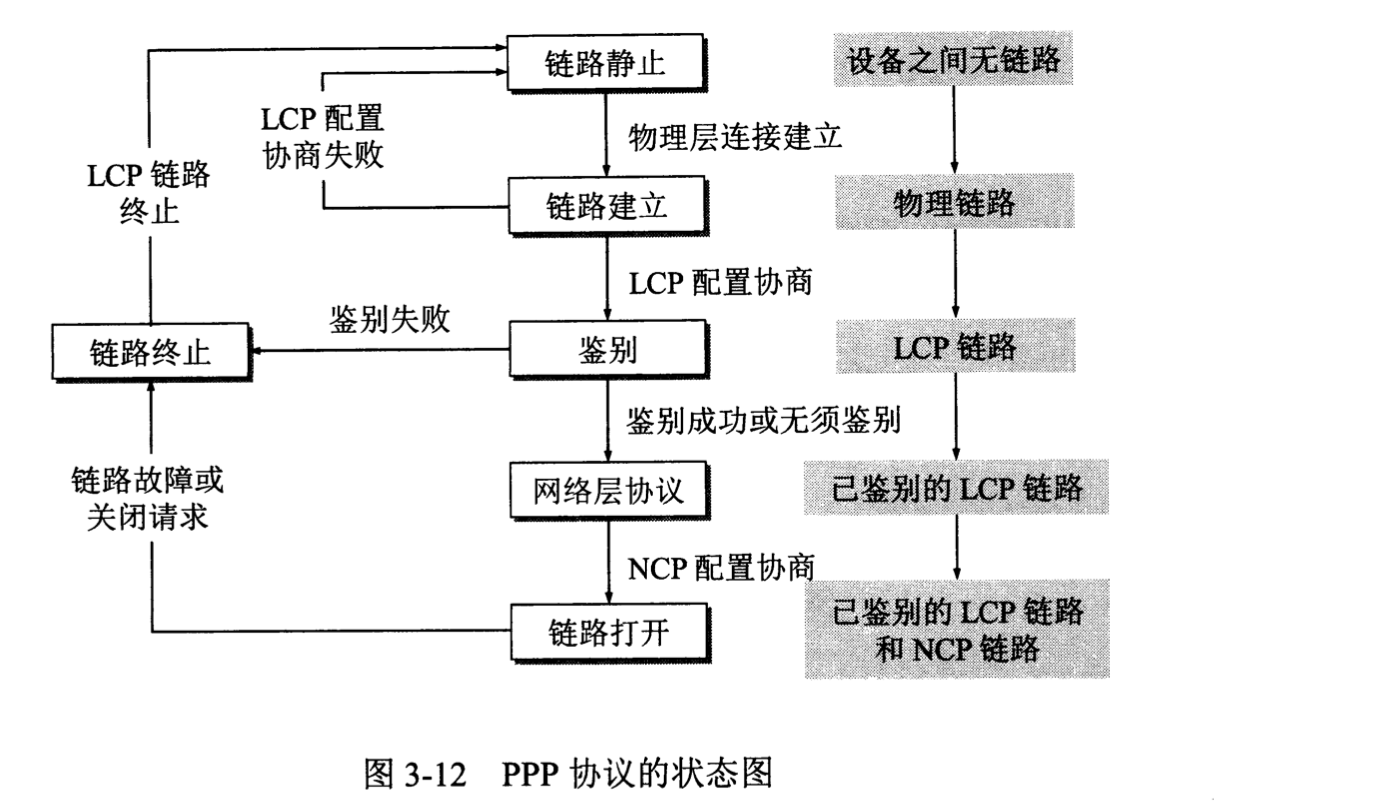 链路静止
设备之间无链路
LCP 配置
协商失败
物理层连接建立
LCP 链路
终止
链路建立
物理链路
LCP 配置协商
鉴别失败
链路终止
鉴别
LCP 链路
鉴别成功或无须鉴别
链路故障或
关闭请求
网络层协议
已鉴别的 LCP 链路
NCP 配置协商
链路打开
已鉴别的 LCP 链路
和 NCP 链路
图 3-12 PPP 协议的状态图